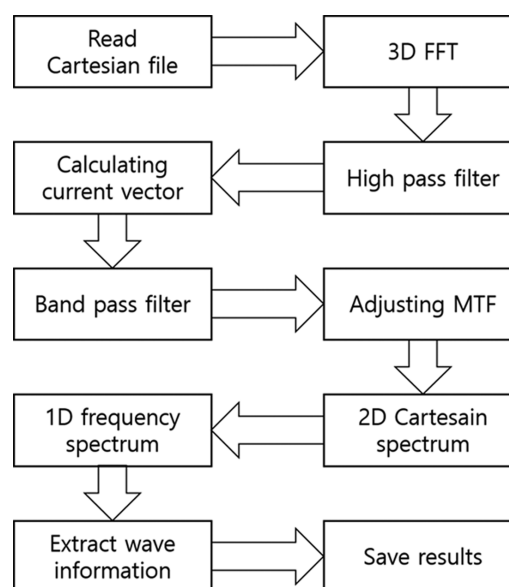 Read
Cartesian file
3D FFT
Calculating
current vector
High pass filter
Band pass filter
Adjusting MTF
1D frequency
spectrum
2D Cartesain
spectrum
Extract wave
information
Save results